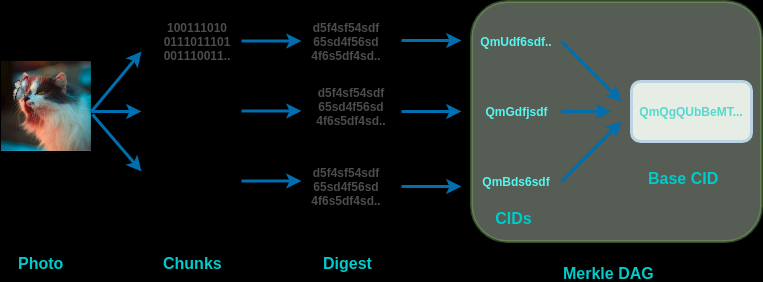 100111010
0111011101
001110011..
d5f4sf54sdf
65sd4f56sd
4f6s5df4sd..
d5f4sf54sdf
65sd4f56sd
4f6s5df4sd..
d5f4sf54sdf
65sd4f56sd
4f6s5df4sd..
QmUdf6sdf..
QmGdfjsdf
QmBds6sdf
CIDs
QmQgQUbBeMT...
Base CID
Photo
Chunks
Digest
Merkle DAG